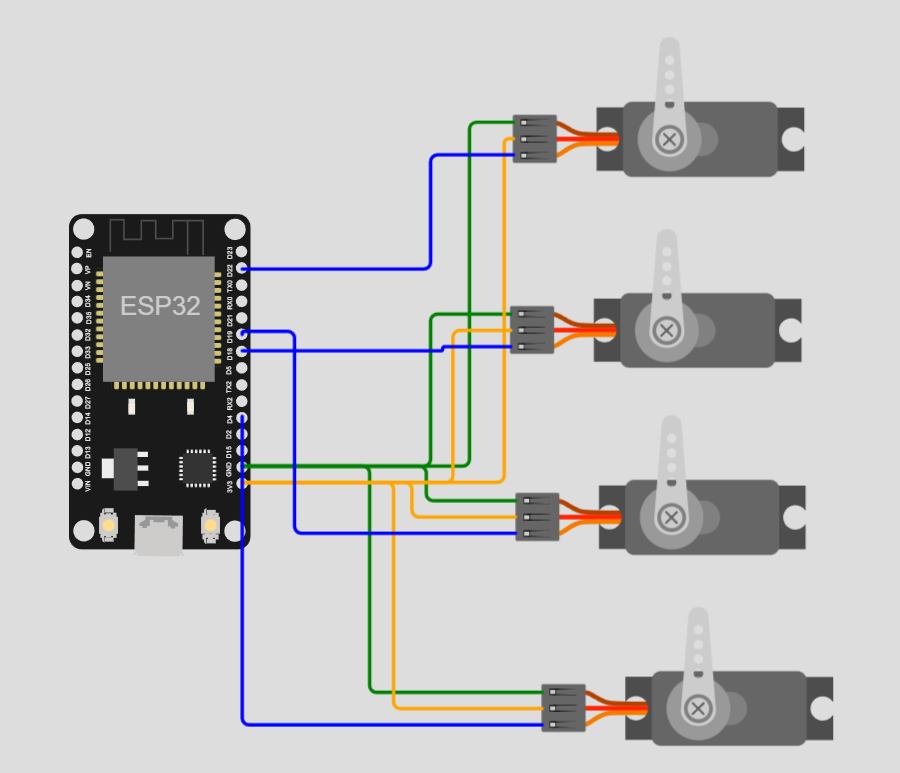 ESP32
EN
VP
VN
D34
D35
D32
D33
D25
D26
D27
D14
D12
D13
GND
VIN
D23
D22
TX0
RX0
D21
D19
D18
D5
TX2
RX2
D4
D2
D15
GND
3V3